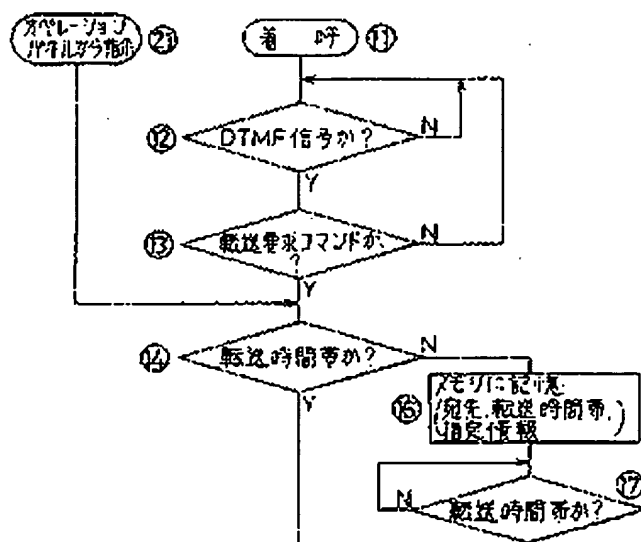 オペレーション
パネルから指示
㉑
着 呼
⑪
⑫
DTMF信号か?
N
Y
⑬
転送要求コマンドか
?
N
Y
⑭
転送時間帯か?
N
Y
⑯
メモリに記憶
(宛先、転送時間帯、
指定情報)
⑰
転送時間帯か?
N